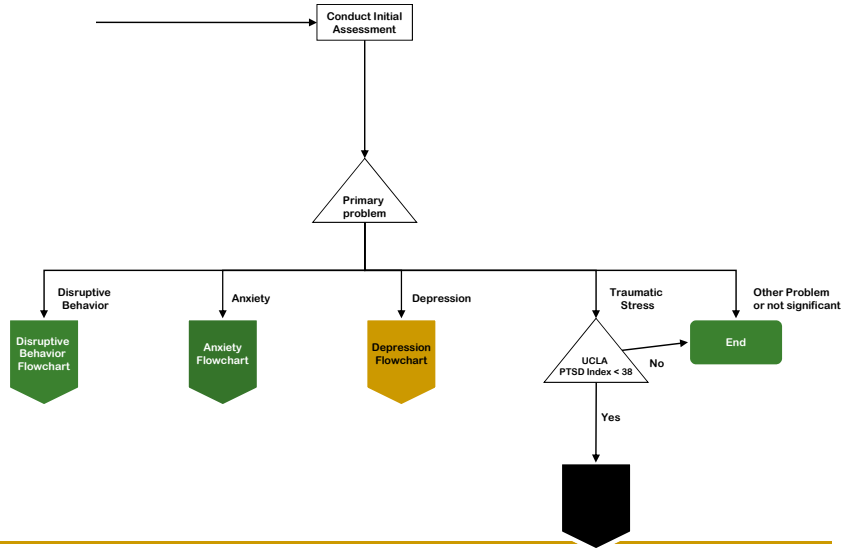 Conduct Initial
Assessment
Primary
problem
Disruptive
Behavior
Anxiety
Depression
Traumatic
Stress
Other Problem
or not significant
Disruptive
Behavior
Flowchart
Anxiety
Flowchart
Depression
Flowchart
UCLA
PTSD Index < 38
End
No
Yes